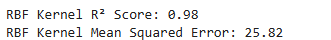 RBF Kernel R² Score: 0.98
RBF Kernel Mean Squared Error: 25.82